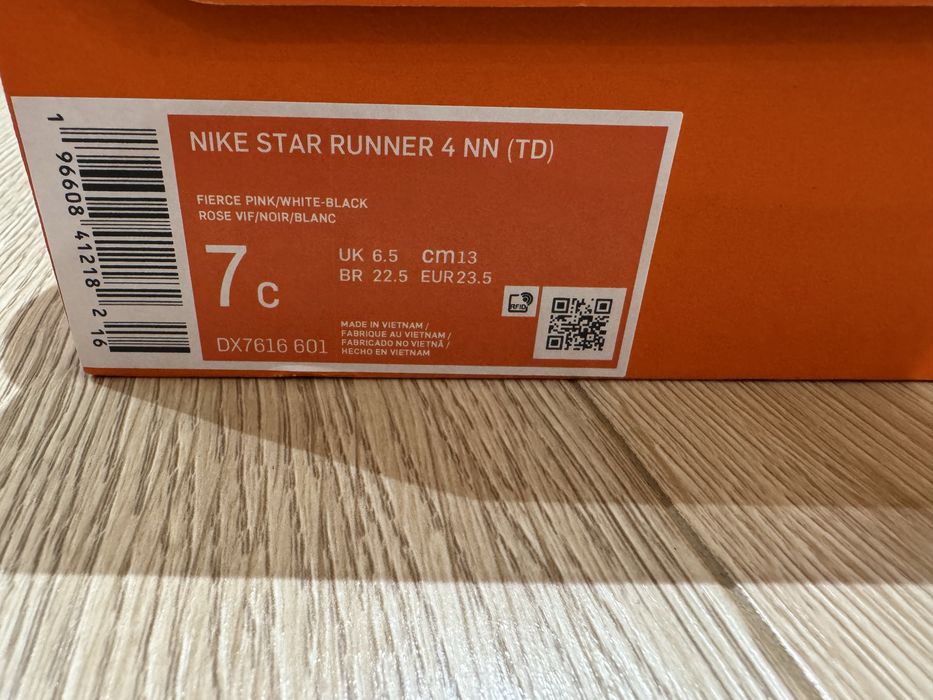 NIKE STAR RUNNER 4 NN (TD)
FIERCE PINK/WHITE-BLACK
ROSE VIF/NOIR/BLANC
7 C
UK 6.5 cm13
BR 22.5 EUR23.5
RFID
DX7616 601
MADE IN VIETNAM /
FABRIQUE AU VIETNAM /
FABRICADO NO VIETNÃ /
HECHO EN VIETNAM
1 96608 41218 2 16